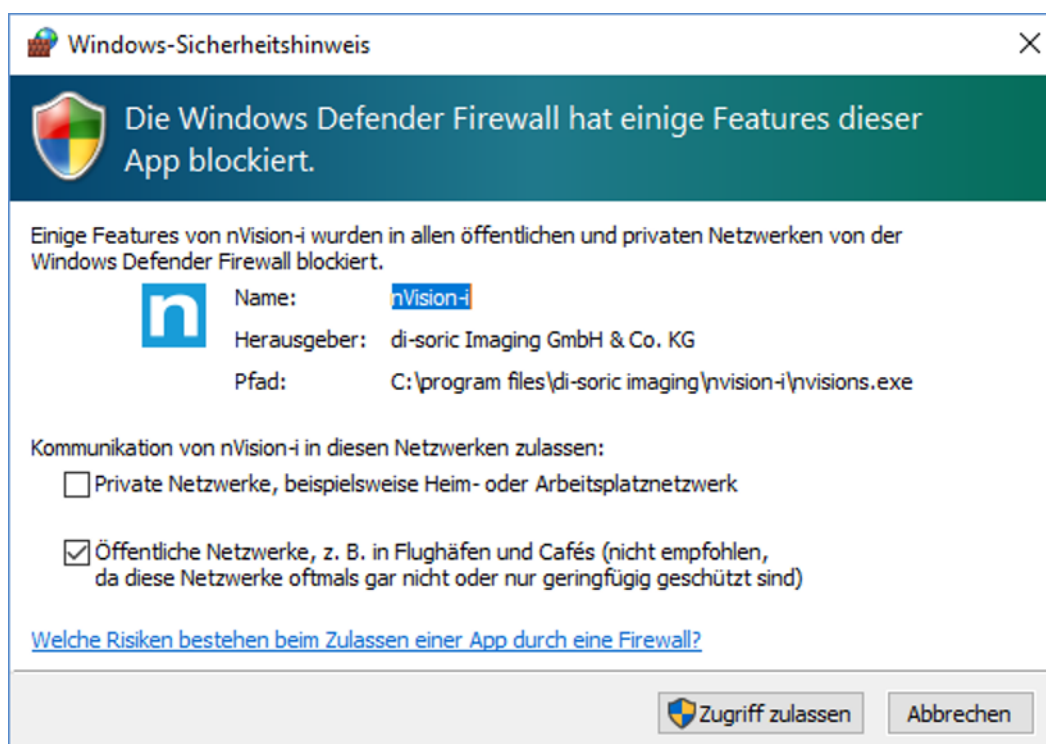 Windows-Sicherheitshinweis
Die Windows Defender Firewall hat einige Features dieser
App blockiert.
Einige Features von nVision-i wurden in allen öffentlichen und privaten Netzwerken von der
Windows Defender Firewall blockiert.
n
Name: nVision-i
Herausgeber: di-soric Imaging GmbH & Co. KG
Pfad: C:\program files\di-soric imaging\nvision-i\nvisions.exe
Kommunikation von nVision-i in diesen Netzwerken zulassen:
Private Netzwerke, beispielsweise Heim- oder Arbeitsplatznetzwerk
Öffentliche Netzwerke, z. B. in Flughäfen und Cafés (nicht empfohlen,
da diese Netzwerke oftmals gar nicht oder nur geringfügig geschützt sind)
Welche Risiken bestehen beim Zulassen einer App durch eine Firewall?
Zugriff zulassen Abbrechen